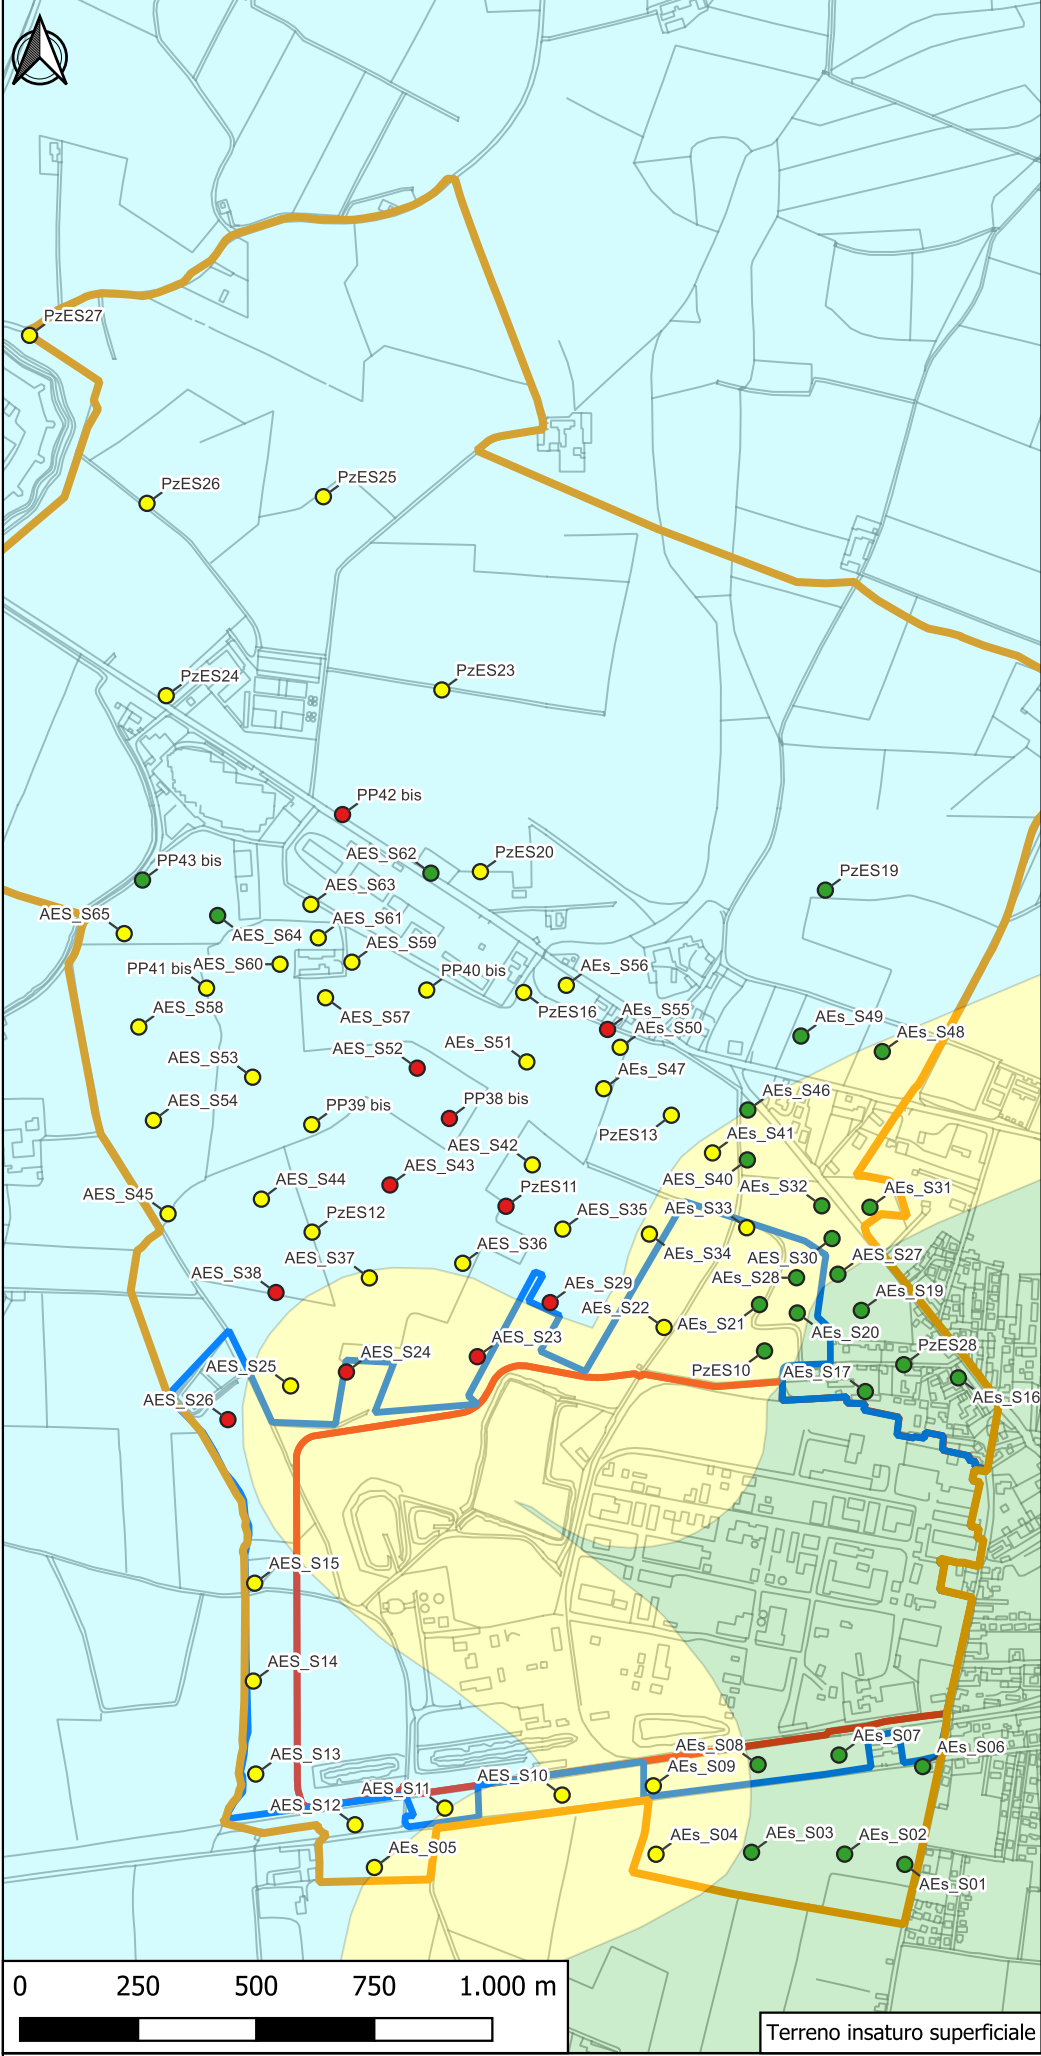 PzES27
PzES25
PzES26
PzES23
PzES24
PP42 bis
AES_S62
PzES20
PP43 bis
PzES19
AES_S63
AES_S65
AES_S61
AES_S64
AES_S59
PP41 bis
AES_S60
PP40 bis
AEs_S56
AES_S58
AES_S57
PzES16
AEs_S55
AEs_S50
AEs_S49
AEs_S48
AES_S53
AES_S52
AEs_S51
AEs_S47
AES_S54
PP39 bis
PP38 bis
AEs_S46
PzES13
AEs_S41
AES_S42
AES_S43
AES_S44
AES_S40
AEs_S32
AEs_S31
AES_S45
PzES12
PzES11
AES_S35
AEs_S33
AES_S36
AEs_S34
AES_S30
AEs_S27
AES_S37
AES_S38
AES_S28
AEs_S29
AEs_S22
AEs_S21
AEs_S19
AEs_S20
AES_S23
AES_S24
PzES28
AES_S25
PzES10
AEs_S17
AES_S26
AEs_S16
AES_S15
AES_S14
AES_S13
AEs_S08
AEs_S07
AEs_S06
AES_S11
AEs_S10
AEs_S09
AES_S12
AEs_S05
AEs_S04
AEs_S03
AEs_S02
AEs_S01
0 250 500 750 1.000 m
Terreno insaturo superficiale